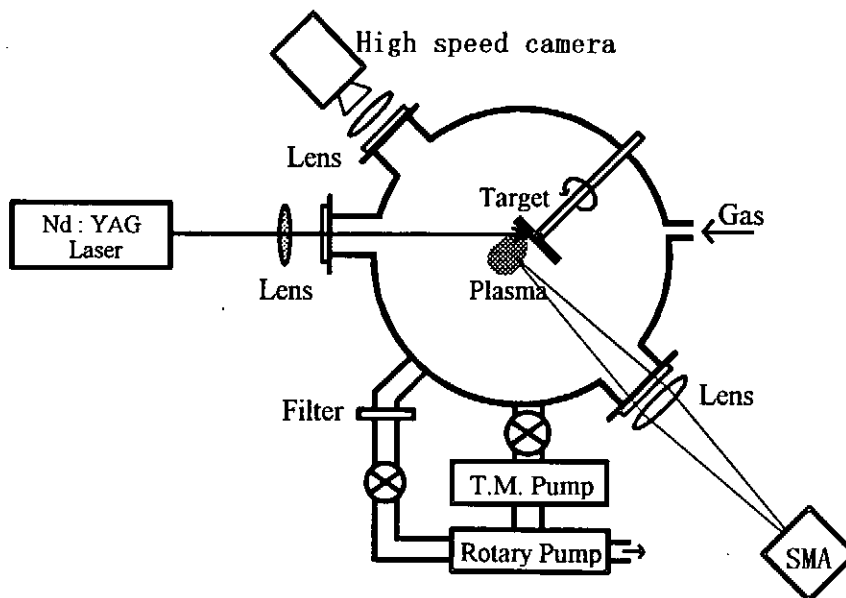 High speed camera
Lens
Target
Gas
Nd : YAG
Laser
Lens
Plasma
Lens
Filter
T.M. Pump
Rotary Pump
SMA